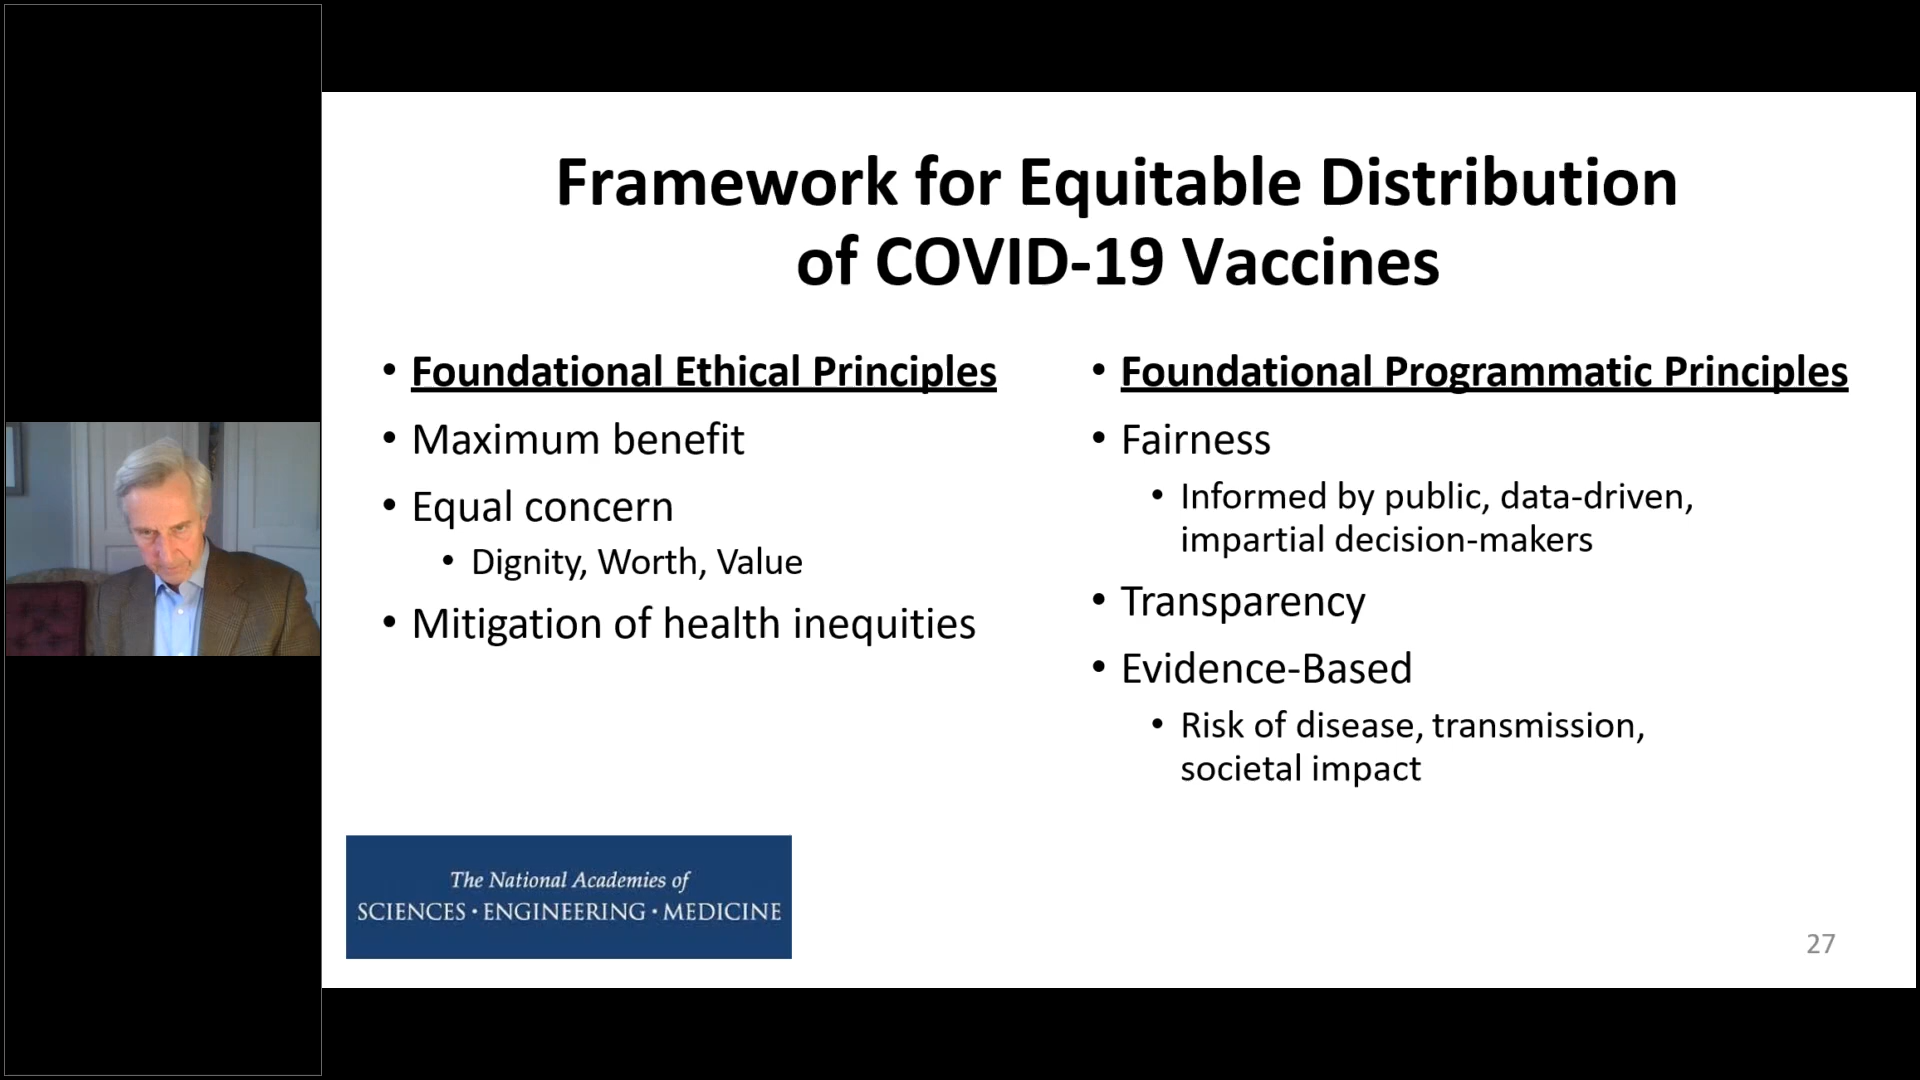 Framework for Equitable Distribution
of COVID-19 Vaccines
• Foundational Ethical Principles
• Maximum benefit
• Equal concern
• Dignity, Worth, Value
• Mitigation of health inequities
• Foundational Programmatic Principles
• Fairness
• Informed by public, data-driven,
impartial decision-makers
• Transparency
• Evidence-Based
• Risk of disease, transmission,
societal impact
The National Academies of
SCIENCES · ENGINEERING · MEDICINE
27